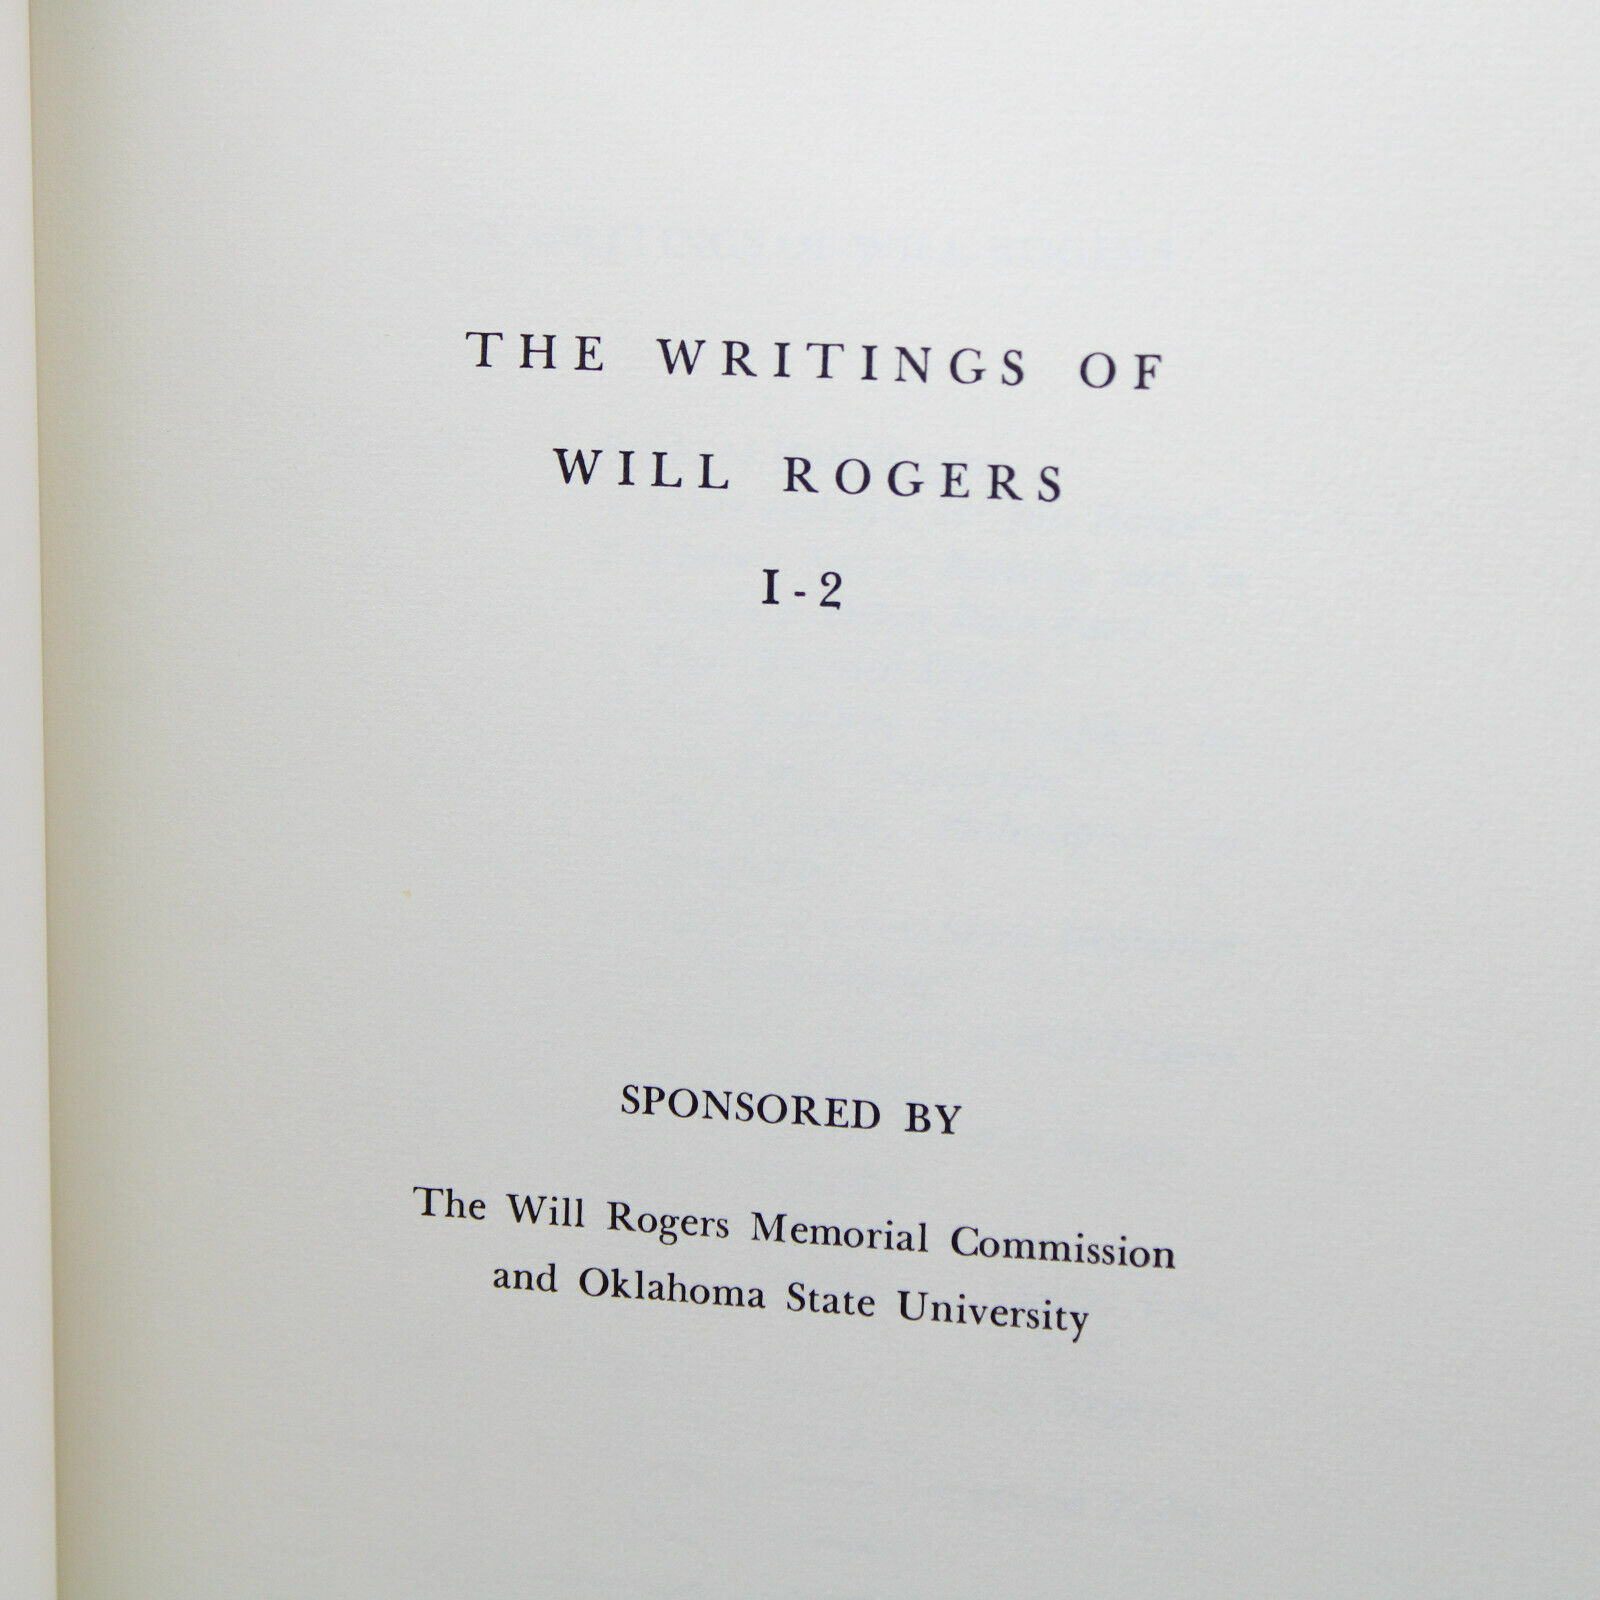 THE WRITINGS OF
WILL ROGERS
I-2
SPONSORED BY
The Will Rogers Memorial Commission
and Oklahoma State University